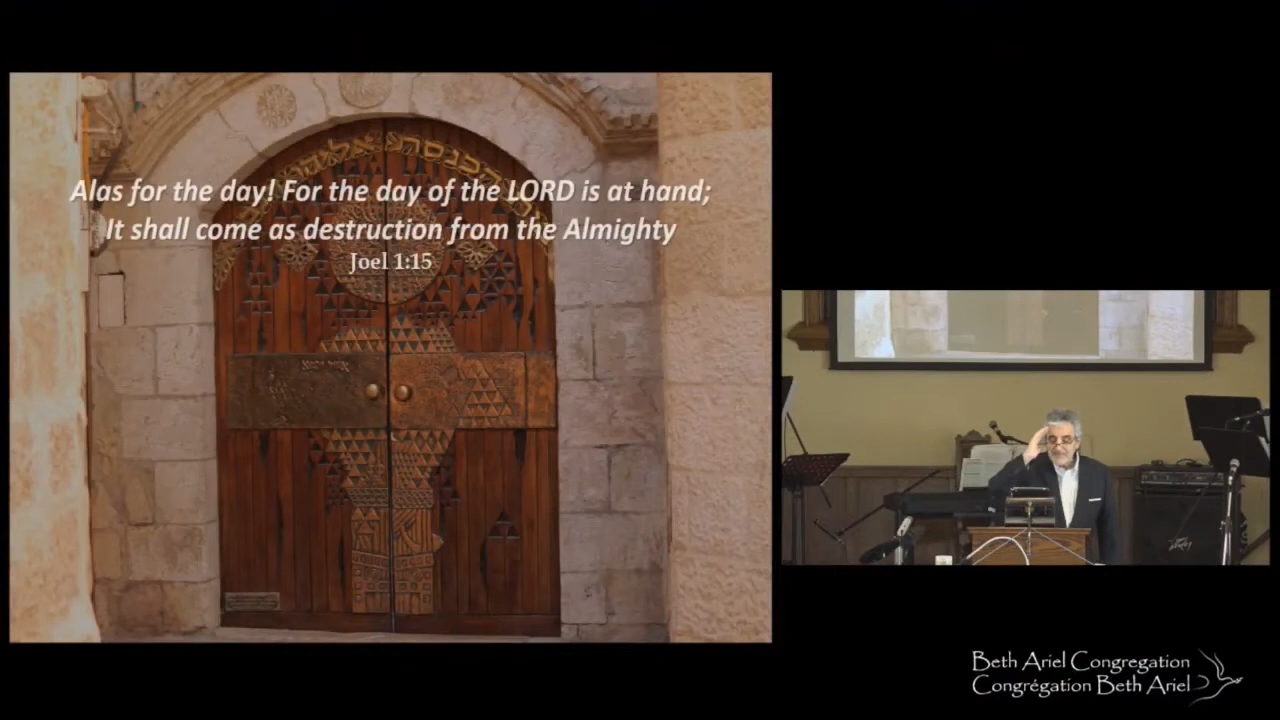 Alas for the day! For the day of the LORD is at hand;
It shall come as destruction from the Almighty
Joel 1:15
Beth Ariel Congregation
Congrégation Beth Ariel